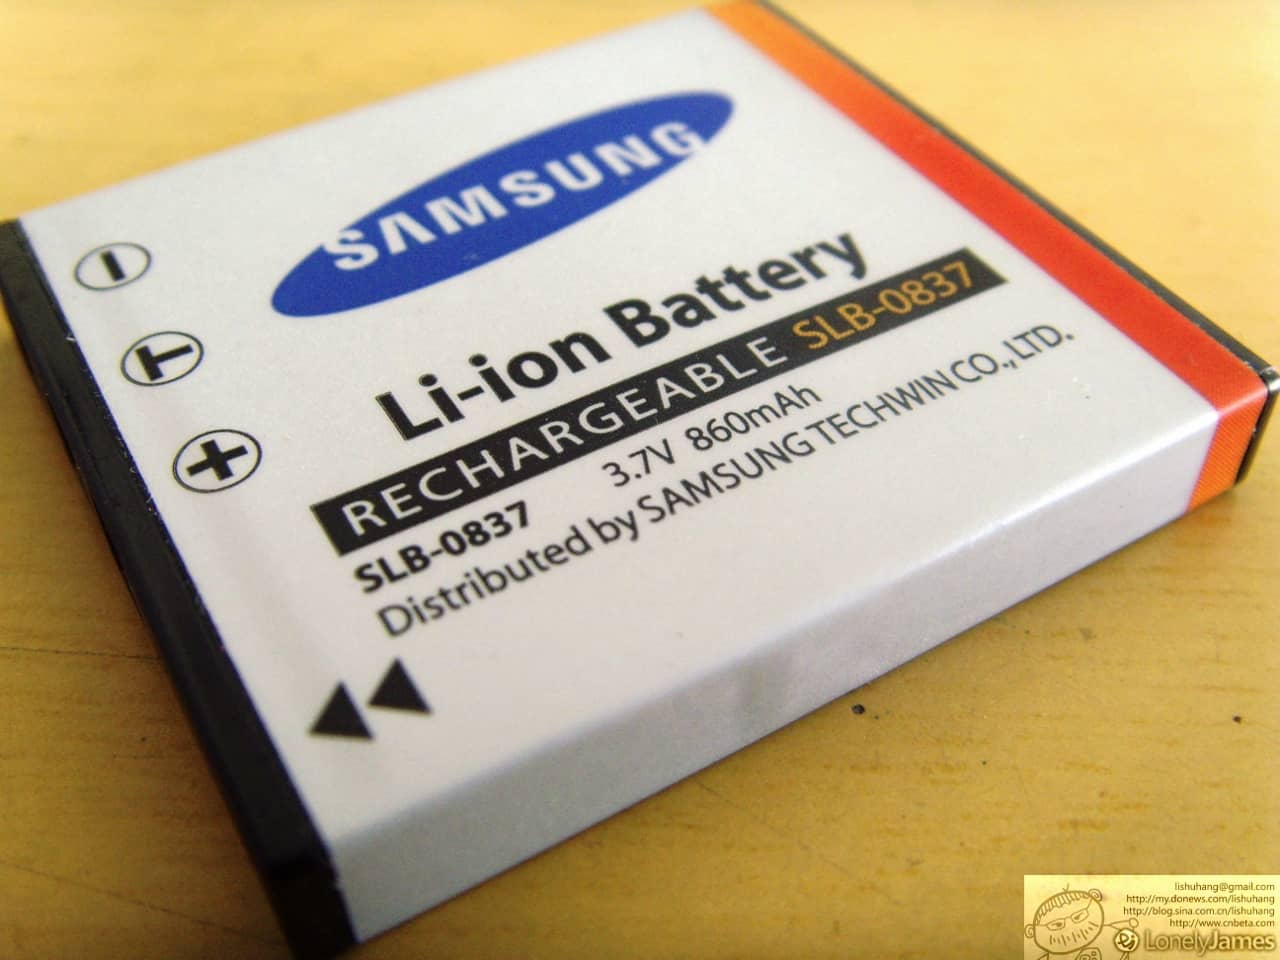 SAMSUNG
Li-ion Battery
RECHARGEABLE SLB-0837
SLB-0837 3.7V 860mAh
Distributed by SAMSUNG TECHWIN CO., LTD.
−
T
+
lishuhang@gmail.com
http://my.donews.com/lishuhang
http://blog.sina.com.cn/lishuhang
http://www.cnbeta.com
LonelyJames